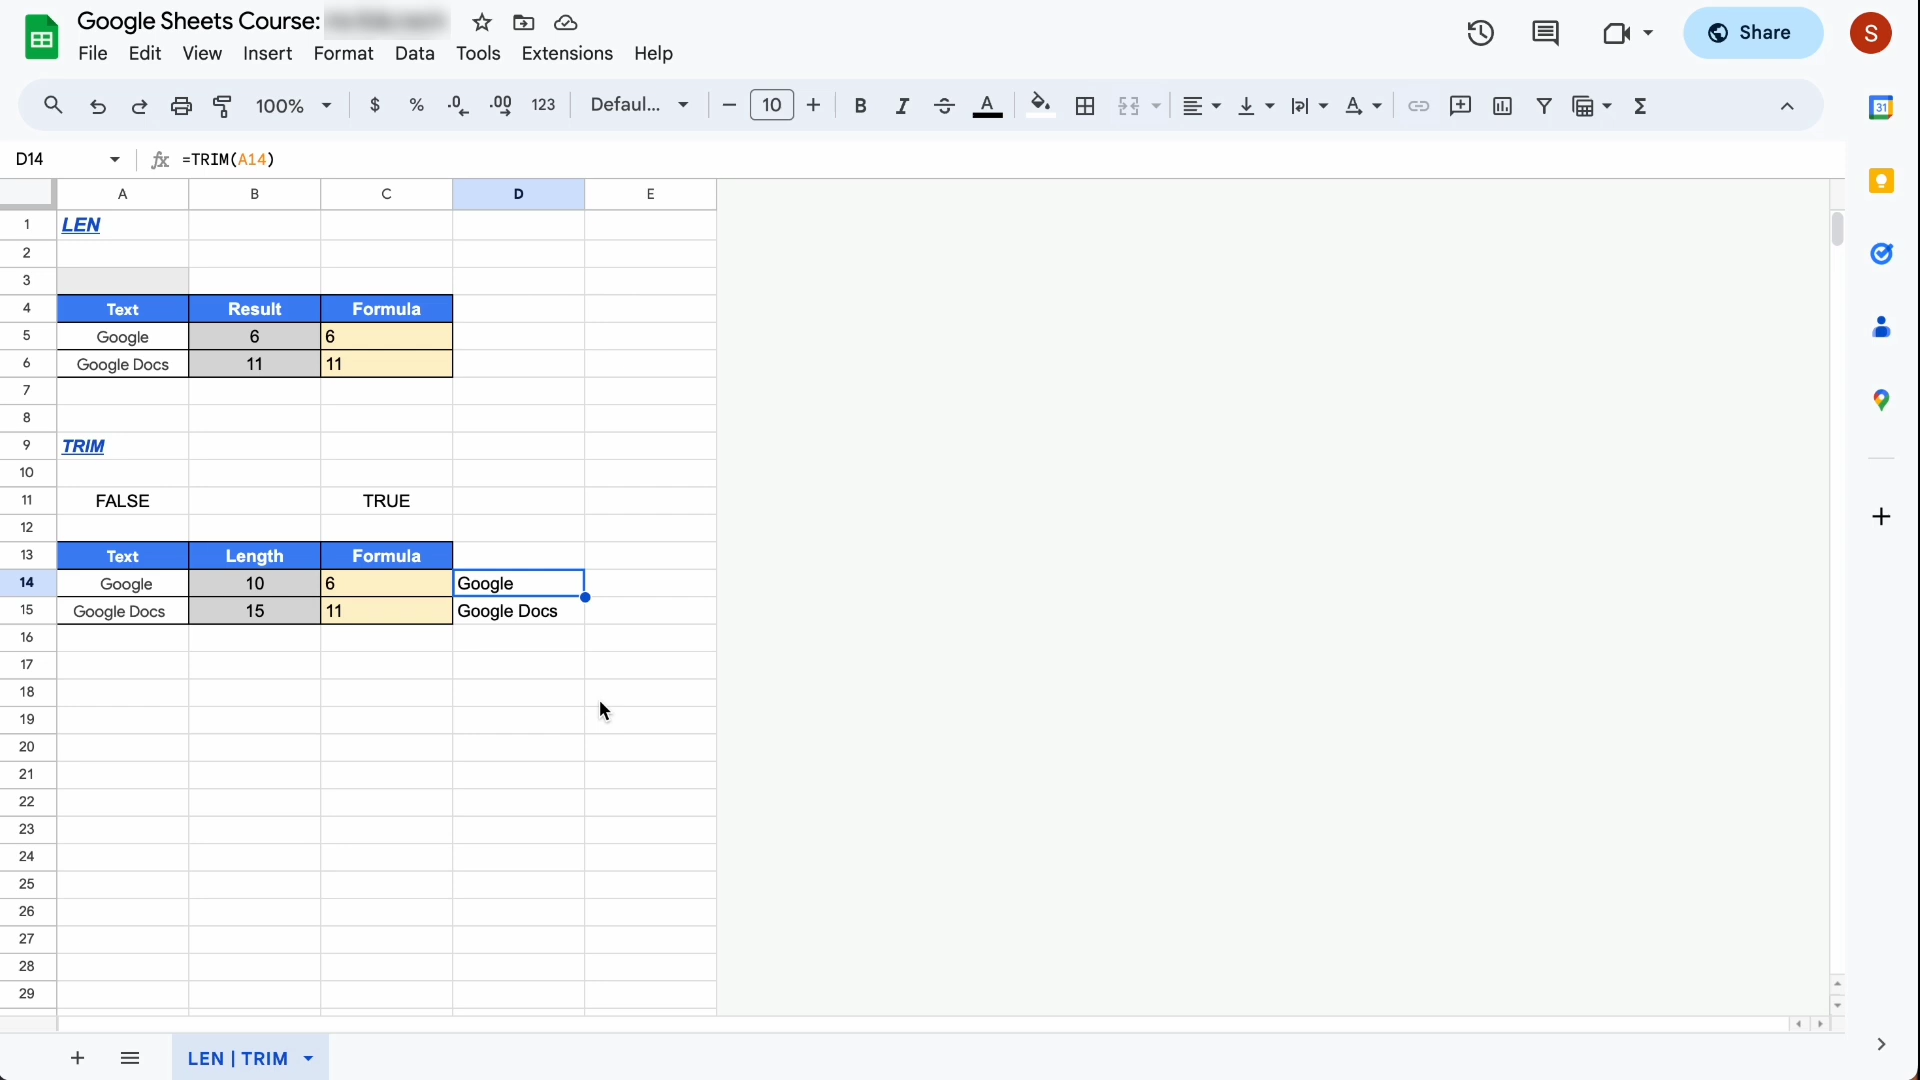 Google Sheets Course:
File Edit View Insert Format Data Tools Extensions Help
Share
S
100% $ % .0 .00 123 Defaul... 10 B I S A A Σ
31
D14 fx =TRIM(A14)
A B C D E
1 LEN
2
3
4 Text Result Formula
5 Google 6 6
6 Google Docs 11 11
7
8
9 TRIM
10
11 FALSE TRUE
12
13 Text Length Formula
14 Google 10 6 Google
15 Google Docs 15 11 Google Docs
16
17
18
19
20
21
22
23
24
25
26
27
28
29
LEN | TRIM